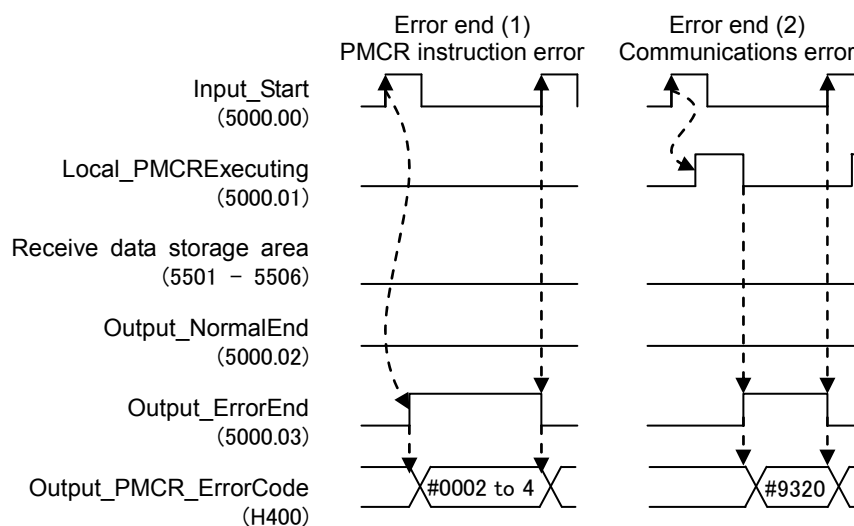 Error end (1)
PMCR instruction error
Error end (2)
Communications error
Input_Start
(5000.00)
Local_PMCRExecuting
(5000.01)
Receive data storage area
(5501 − 5506)
Output_NormalEnd
(5000.02)
Output_ErrorEnd
(5000.03)
Output_PMCR_ErrorCode
(H400)
#0002 to 4
#9320